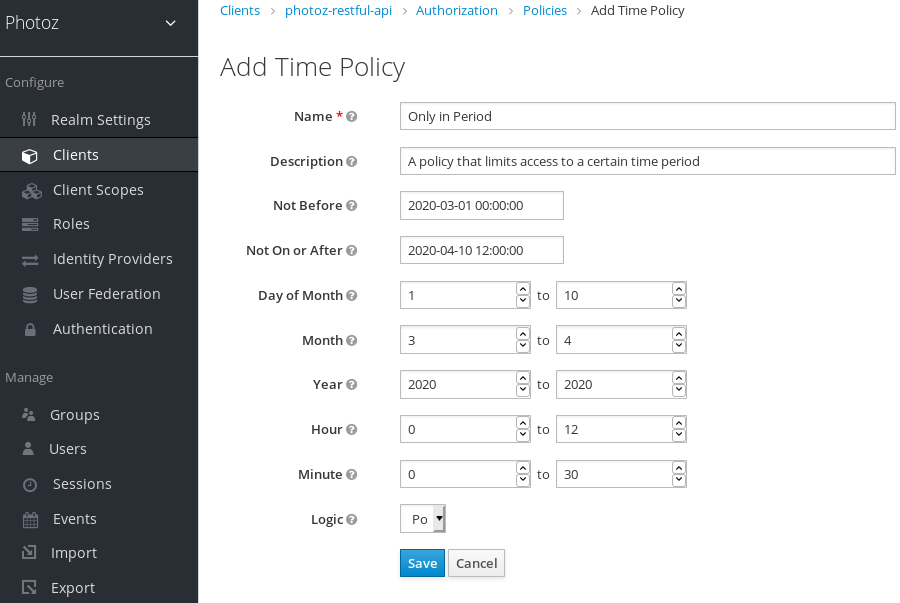 Photoz
Configure
Realm Settings
Clients
Client Scopes
Roles
Identity Providers
User Federation
Authentication
Manage
Groups
Users
Sessions
Events
Import
Export
Clients > photoz-restful-api > Authorization > Policies > Add Time Policy
Add Time Policy
Name * Only in Period
Description A policy that limits access to a certain time period
Not Before 2020-03-01 00:00:00
Not On or After 2020-04-10 12:00:00
Day of Month 1 to 10
Month 3 to 4
Year 2020 to 2020
Hour 0 to 12
Minute 0 to 30
Logic Po
Save Cancel